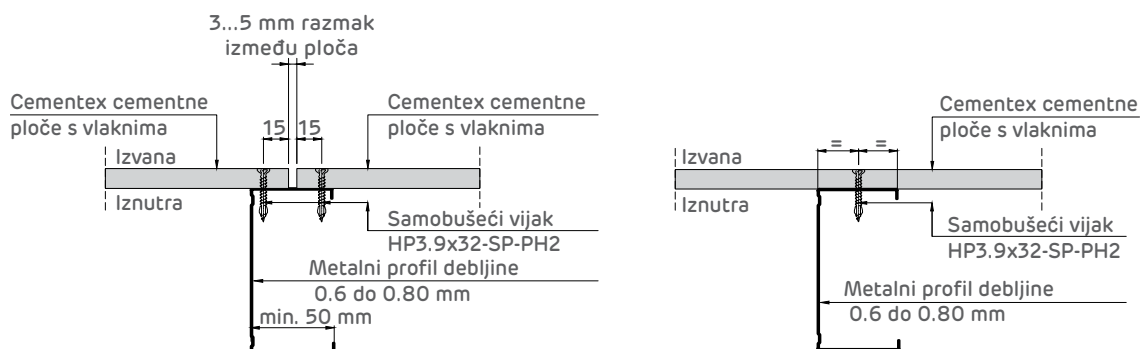 3...5 mm razmak
između ploča
Cementex cementne
ploče s vlaknima
15 15
Cementex cementne
ploče s vlaknima
Izvana
Iznutra
Samobušeći vijak
HP3.9x32-SP-PH2
Metalni profil debljine
0.6 do 0.80 mm
min. 50 mm
Cementex cementne
ploče s vlaknima
= =
Izvana
Iznutra
Samobušeći vijak
HP3.9x32-SP-PH2
Metalni profil debljine
0.6 do 0.80 mm